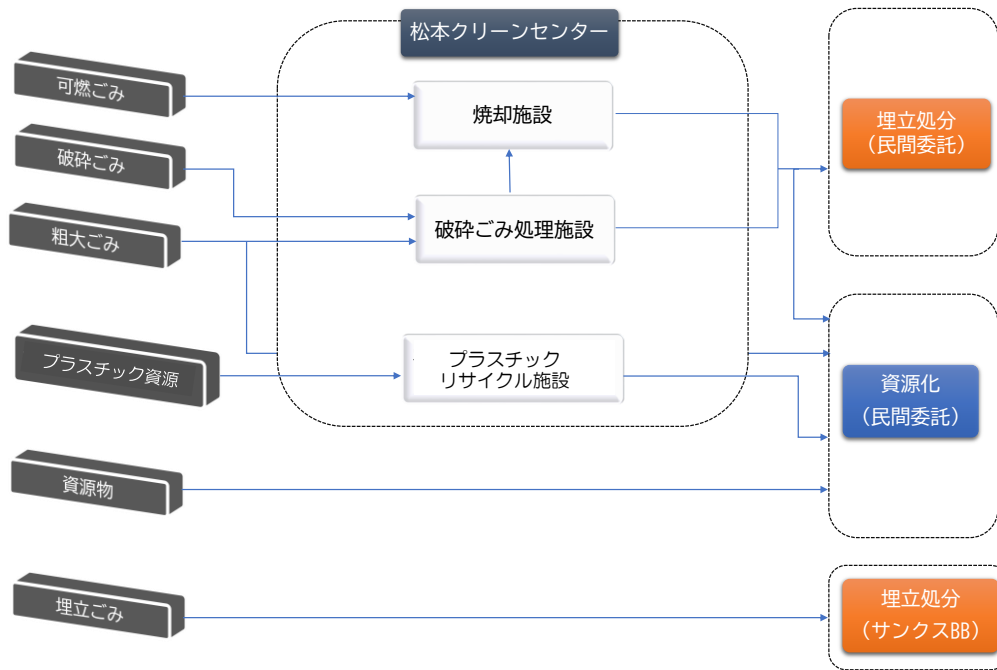 松本クリーンセンター
可燃ごみ
破砕ごみ
粗大ごみ
プラスチック資源
資源物
埋立ごみ
焼却施設
破砕ごみ処理施設
プラスチック
リサイクル施設
埋立処分
（民間委託）
資源化
（民間委託）
埋立処分
（サンクスBB）